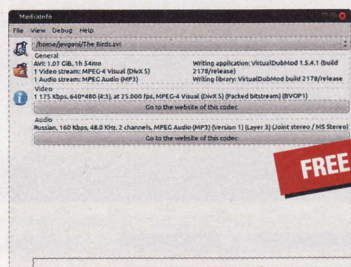 MediaInfo
File View Debug Help
/home/jevgeni/The Birds.avi
General
AVI: 1.07 GiB, 1h 54mn
1 Video stream: MPEG-4 Visual (DivX 5)
1 Audio stream: MPEG Audio (MP3)
Writing application: VirtualDubMod 1.5.4.1 (build 2178/release)
Writing library: VirtualDubMod build 2178/release
Video
1 175 Kbps, 640*480 (4:3), at 25.000 fps, MPEG-4 Visual (DivX 5) (Packed bitstream) (BVOP1)
Go to the website of this codec
Audio
Russian, 160 Kbps, 48.0 KHz, 2 channels, MPEG Audio (MP3) (Version 1) (Layer 3) (Joint stereo / MS Stereo)
Go to the website of this codec
FREE